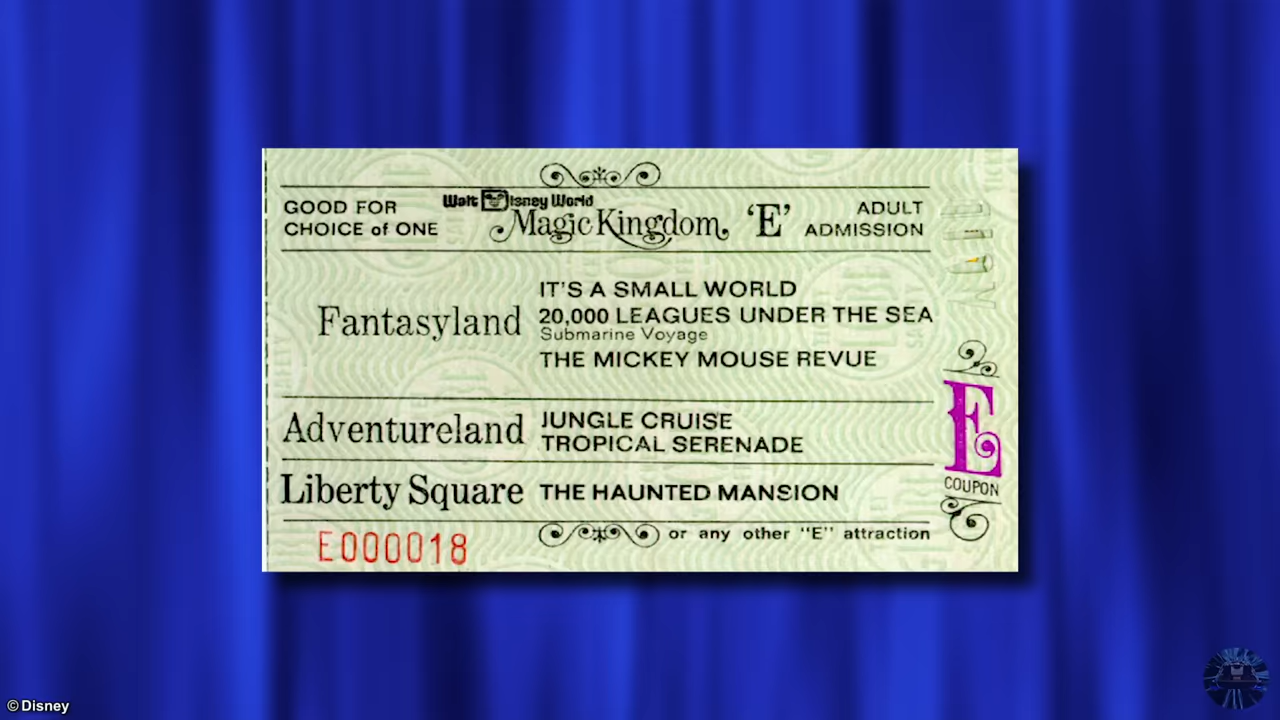 GOOD FOR
CHOICE of ONE
Walt Disney World
Magic Kingdom, 'E'
ADULT
ADMISSION
Fantasyland
IT'S A SMALL WORLD
20,000 LEAGUES UNDER THE SEA
Submarine Voyage
THE MICKEY MOUSE REVUE
Adventureland
JUNGLE CRUISE
TROPICAL SERENADE
Liberty Square
THE HAUNTED MANSION
E
COUPON
E000018
or any other "E" attraction
© Disney